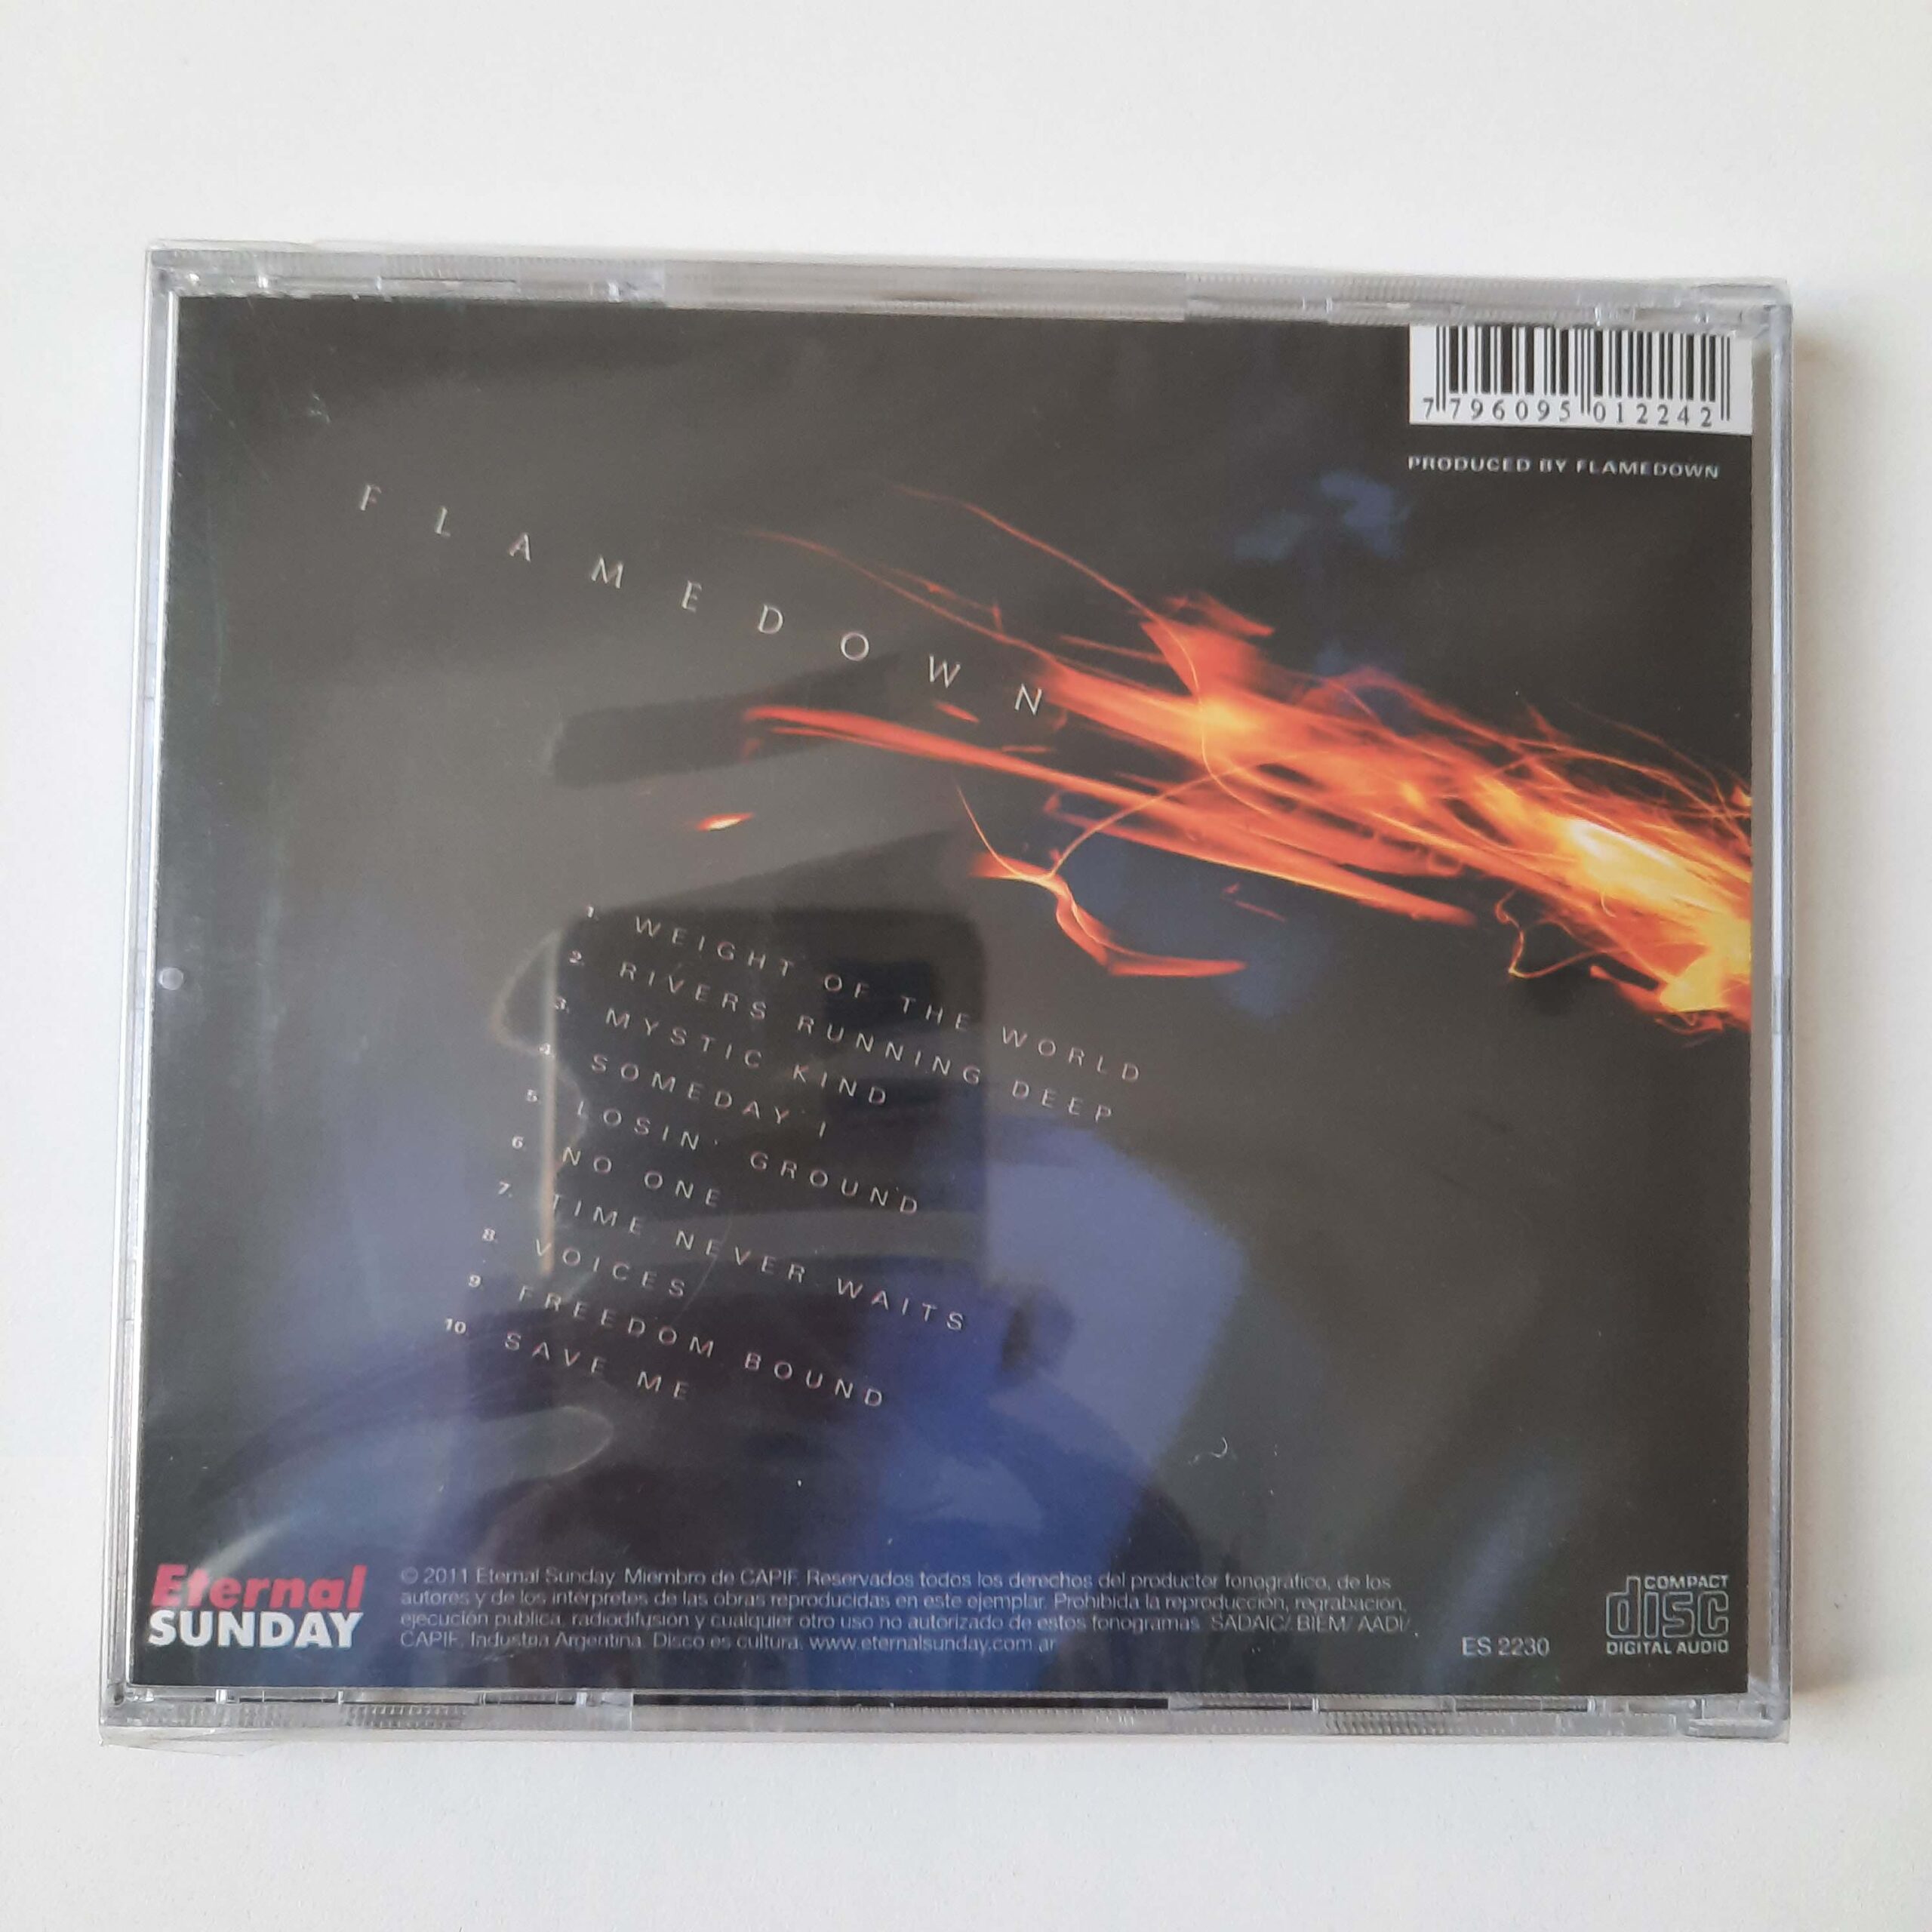 7 796095 012242
PRODUCED BY FLAMEDOWN
FLAMEDOWN
1. WEIGHT OF THE WORLD
2. RIVERS RUNNING DEEP
3. MYSTIC KIND
4. SOMEDAY I
5. LOSIN' GROUND
6. NO ONE
7. TIME NEVER WAITS
8. VOICES
9. FREEDOM BOUND
10. SAVE ME
Eternal
SUNDAY
© 2011 Eternal Sunday. Miembro de CAPIF. Reservados todos los derechos del productor fonográfico, de los
autores y de los intérpretes de las obras reproducidas en este ejemplar. Prohibida la reproducción, regrabación,
ejecución publica, radiodifusión y cualquier otro uso no autorizado de estos fonogramas. SADAIC/ BIEM/ AADI/
CAPIF. Industria Argentina. Disco es cultura. www.eternalsunday.com.ar
ES 2230
COMPACT
disc
DIGITAL AUDIO